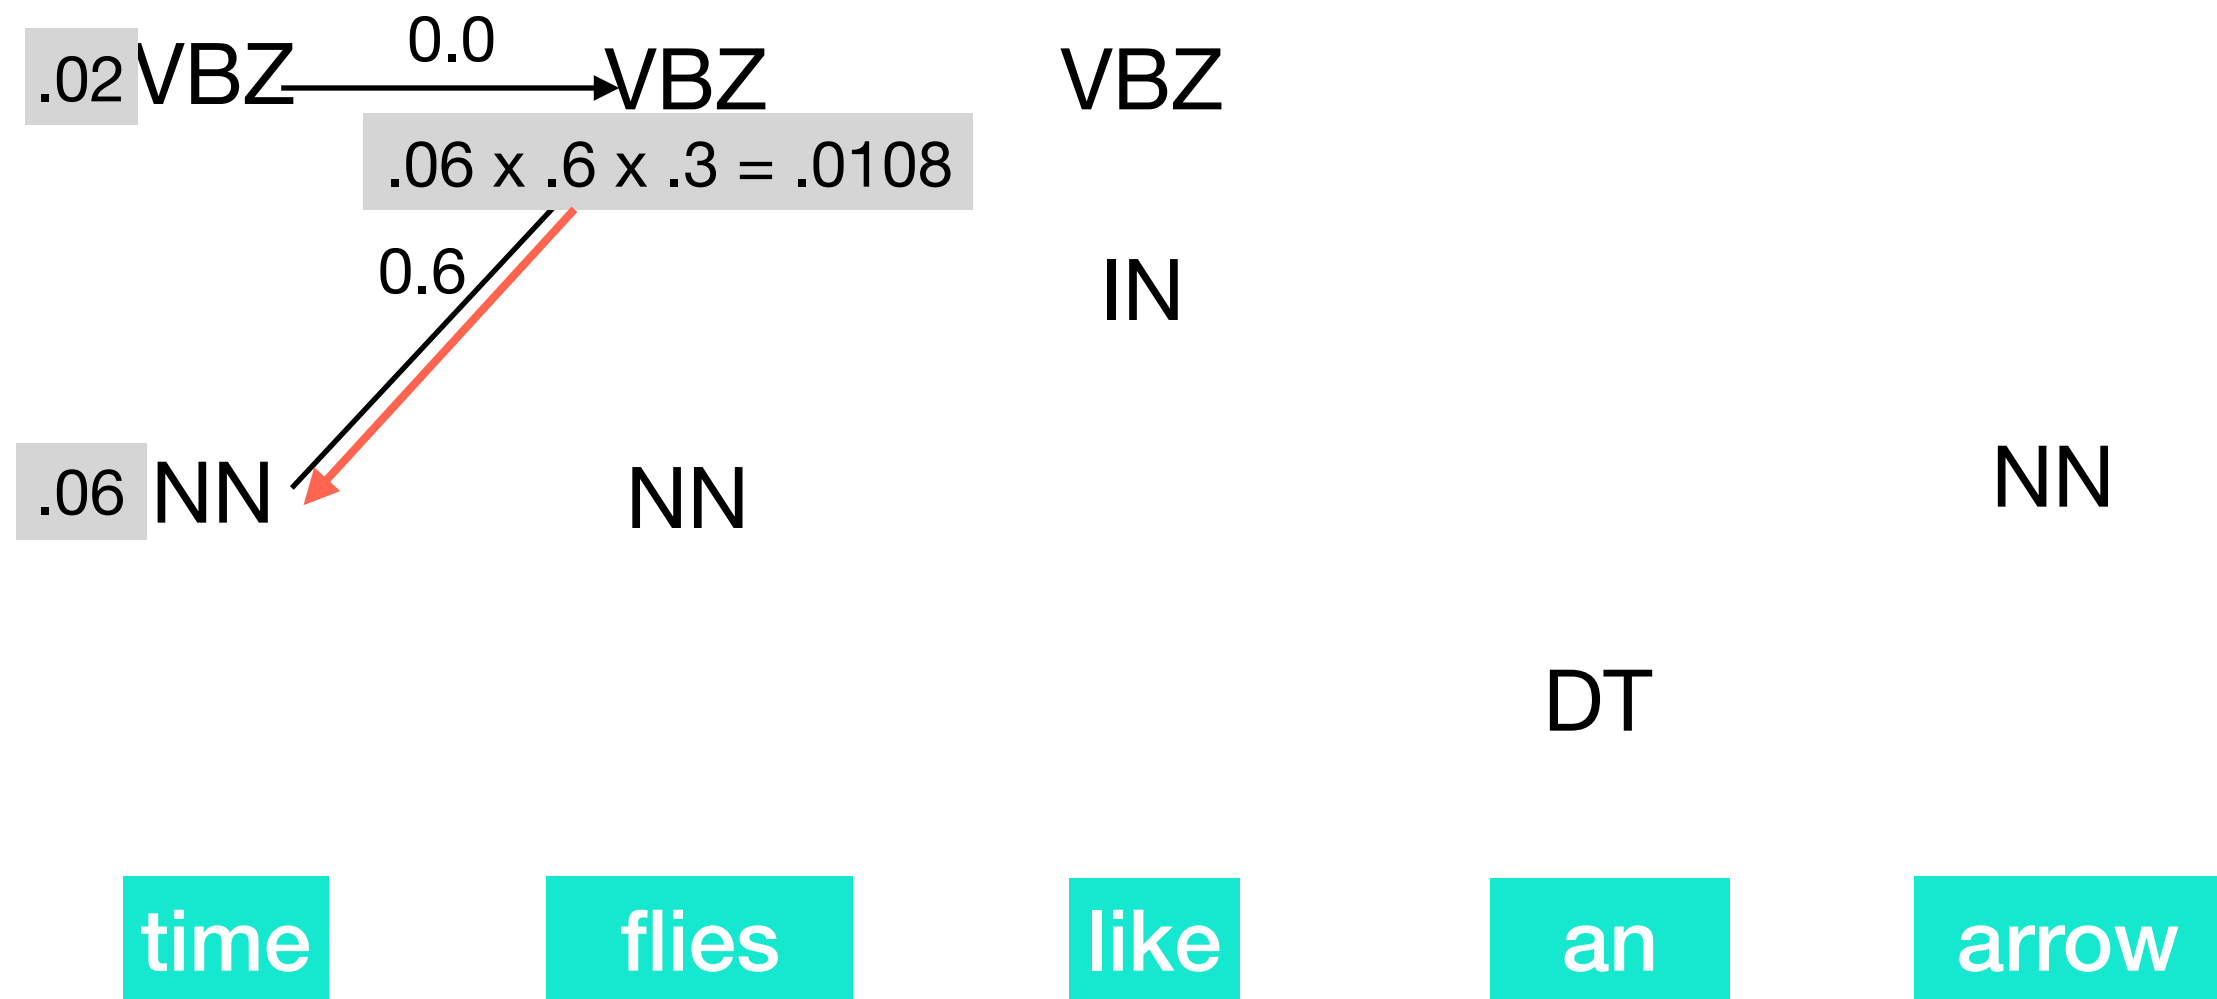 .02 VBZ 0.0 VBZ VBZ
.06 x .6 x .3 = .0108
0.6 IN
.06 NN NN NN
DT
time flies like an arrow